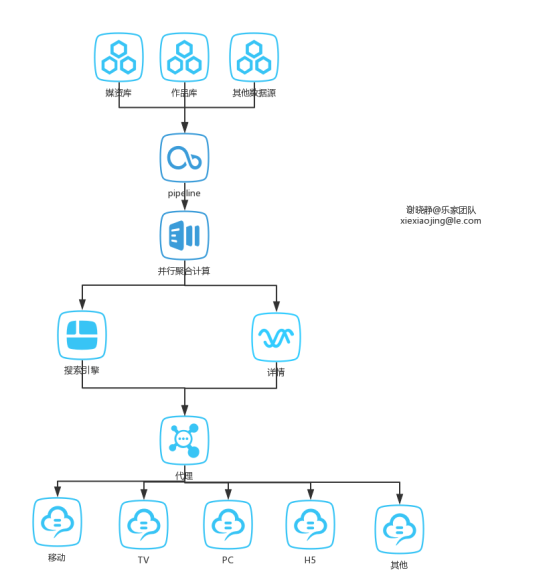 媒资库
作品库
其他数据源
pipeline
谢晓静@乐家团队
xiexiaojing@le.com
并行聚合计算
搜索引擎
详情
代理
移动
TV
PC
H5
其他